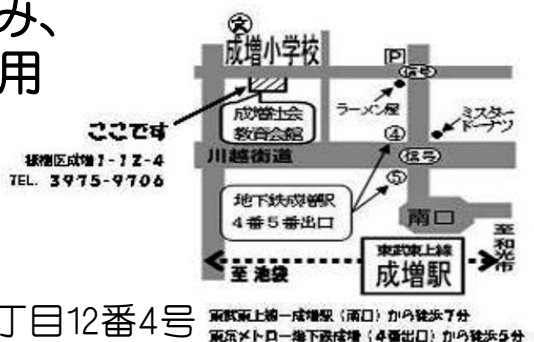 み、
用
文
成増小学校
P
信号
ラーメン屋
ミスター
ドーナツ
成増社会
教育会館
ここです
板橋区成増1-12-4
TEL. 3975-9706
川越街道
④
信号
⑤
地下鉄成増駅
4番5番出口
南口
至和光市
東武東上線
成増駅
至 池袋
丁目12番4号
東武東上線－成増駅（南口）から徒歩7分
東京メトロー地下鉄成増（4番出口）から徒歩5分